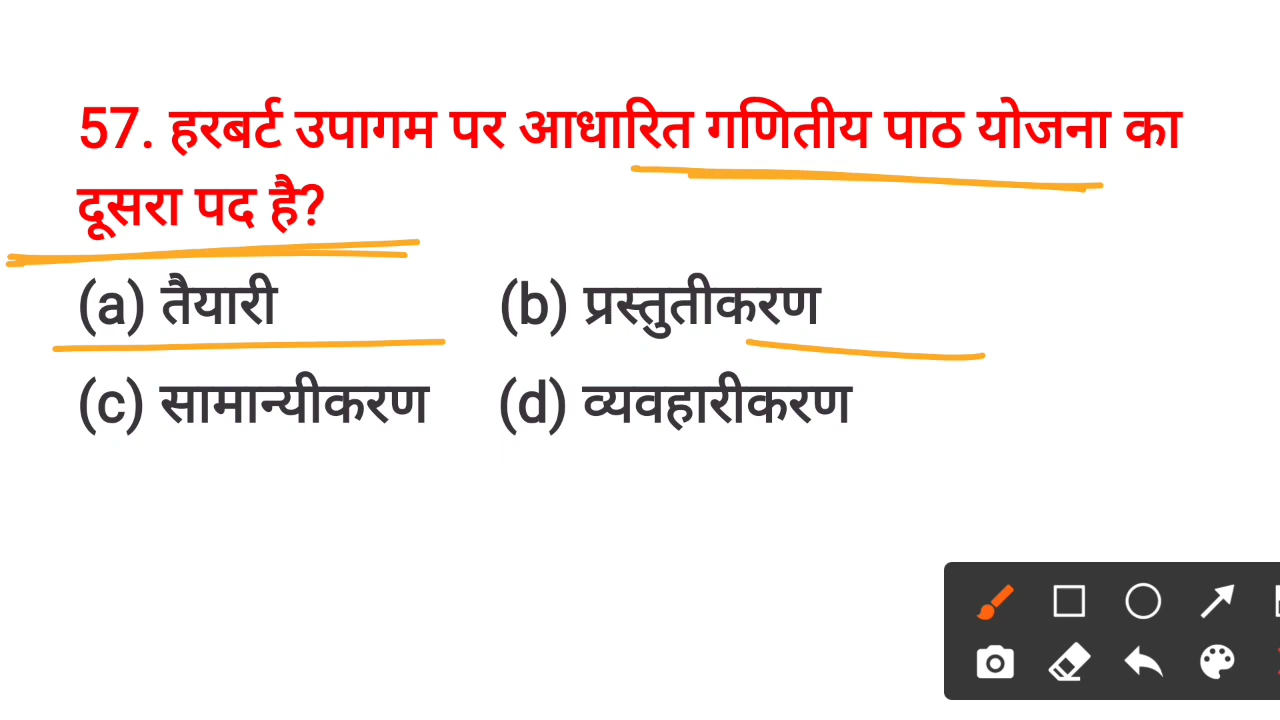 57. हरबर्ट उपागम पर आधारित गणितीय पाठ योजना का
दूसरा पद है?
(a) तैयारी (b) प्रस्तुतीकरण
(c) सामान्यीकरण (d) व्यवहारीकरण